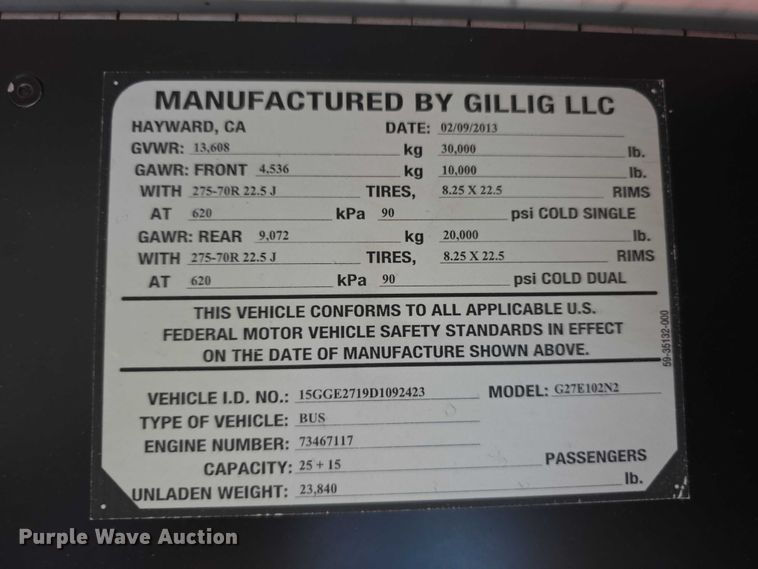 MANUFACTURED BY GILLIG LLC
HAYWARD, CA DATE: 02/09/2013
GVWR: 13,608 kg 30,000 lb.
GAWR: FRONT 4,536 kg 10,000 lb.
WITH 275-70R 22.5 J TIRES, 8.25 X 22.5 RIMS
AT 620 kPa 90 psi COLD SINGLE
GAWR: REAR 9,072 kg 20,000 lb.
WITH 275-70R 22.5 J TIRES, 8.25 X 22.5 RIMS
AT 620 kPa 90 psi COLD DUAL
THIS VEHICLE CONFORMS TO ALL APPLICABLE U.S.
FEDERAL MOTOR VEHICLE SAFETY STANDARDS IN EFFECT
ON THE DATE OF MANUFACTURE SHOWN ABOVE.
59-35132-000
VEHICLE I.D. NO.: 15GGE2719D1092423 MODEL: G27E102N2
TYPE OF VEHICLE: BUS
ENGINE NUMBER: 73467117
CAPACITY: 25 + 15 PASSENGERS
UNLADEN WEIGHT: 23,840 lb.
Purple Wave Auction